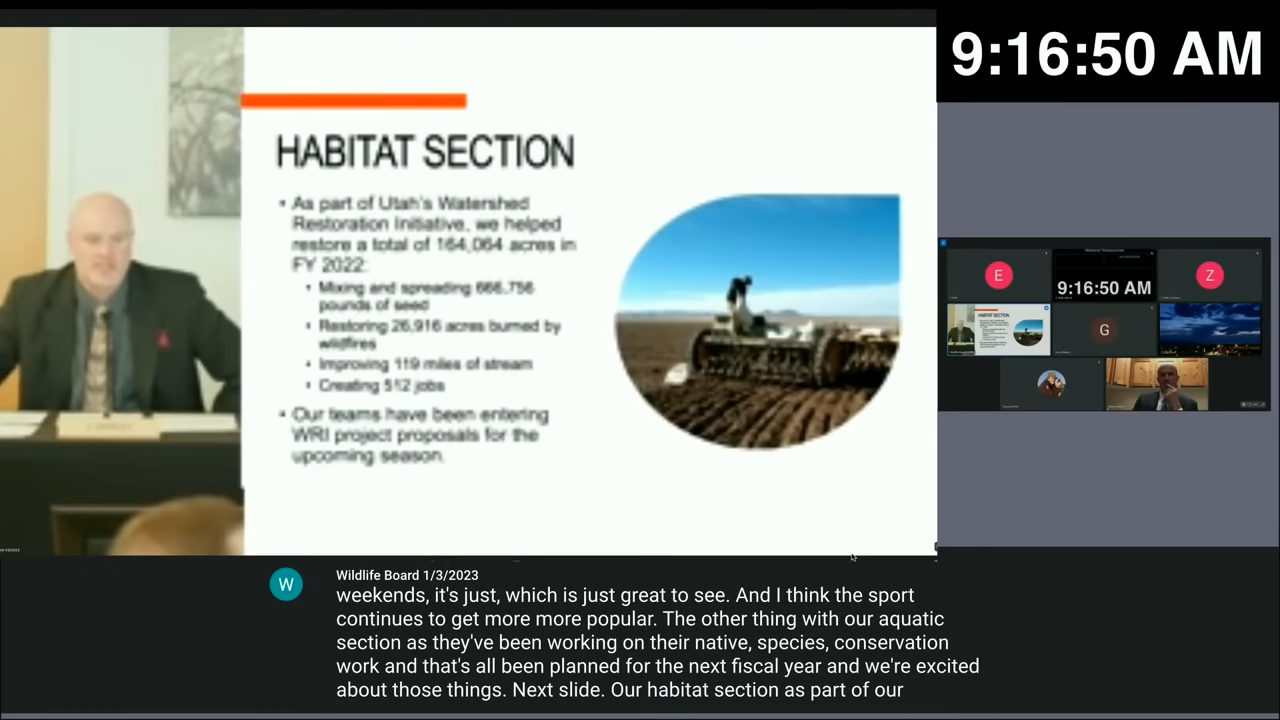 9:16:50 AM
HABITAT SECTION
• As part of Utah's Watershed
Restoration Initiative, we helped
restore a total of 164,064 acres in
FY 2022:
• Mixing and spreading 666,756
pounds of seed
• Restoring 26,916 acres burned by
wildfires
• Improving 119 miles of stream
• Creating 512 jobs
• Our teams have been entering
WRI project proposals for the
upcoming season.
E
9:16:50 AM
Z
HABITAT SECTION
G
W
Wildlife Board 1/3/2023
weekends, it's just, which is just great to see. And I think the sport
continues to get more more popular. The other thing with our aquatic
section as they've been working on their native, species, conservation
work and that's all been planned for the next fiscal year and we're excited
about those things. Next slide. Our habitat section as part of our